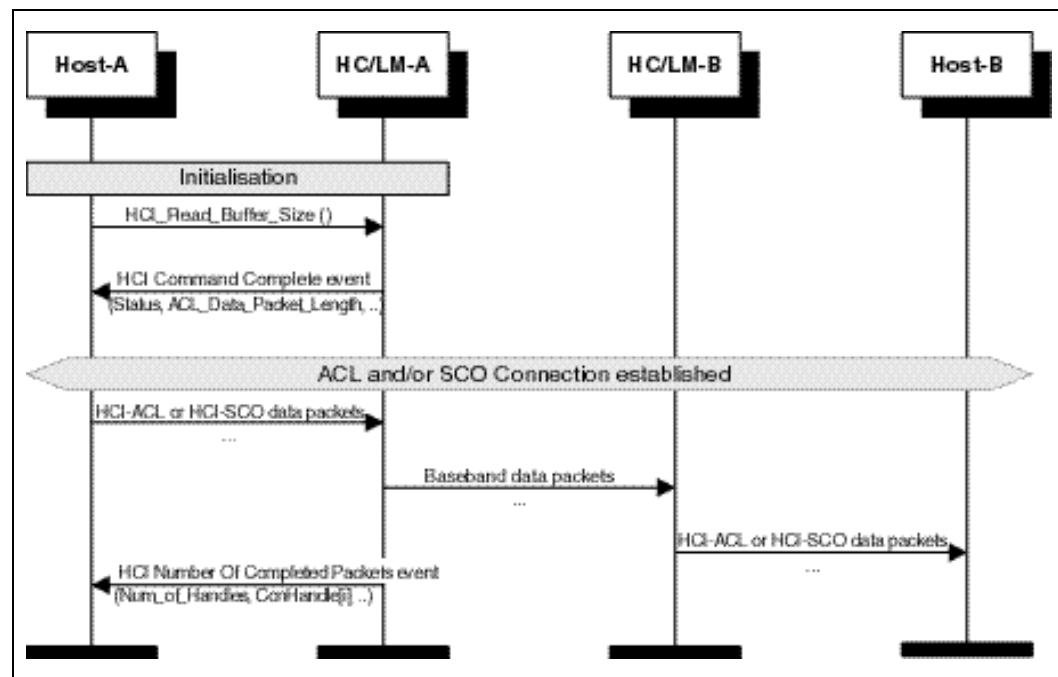 Host-A
HC/LM-A
HC/LM-B
Host-B
Initialisation
HCI_Read_Buffer_Size ()
HCI Command Complete event
(Status, ACL_Data_Packet_Length, ..)
ACL and/or SCO Connection established
HCI-ACL or HCI-SCO data packets
...
Baseband data packets
...
HCI-ACL or HCI-SCO data packets
...
HCI Number Of Completed Packets event
(Num_of_Handles, ConHandle[i] ..)